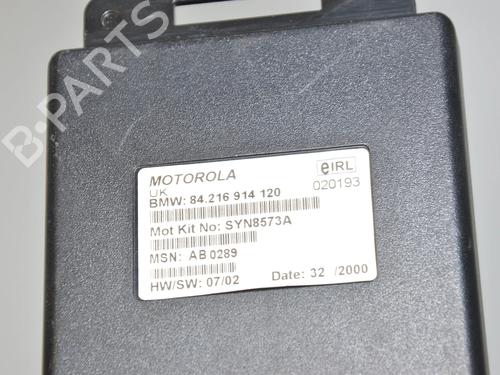 B-PARTS
MOTOROLA
eIRL
UK
020193
BMW: 84.216 914 120
Mot Kit No: SYN8573A
MSN: AB.0289
HW/SW: 07/02 Date: 32 /2000